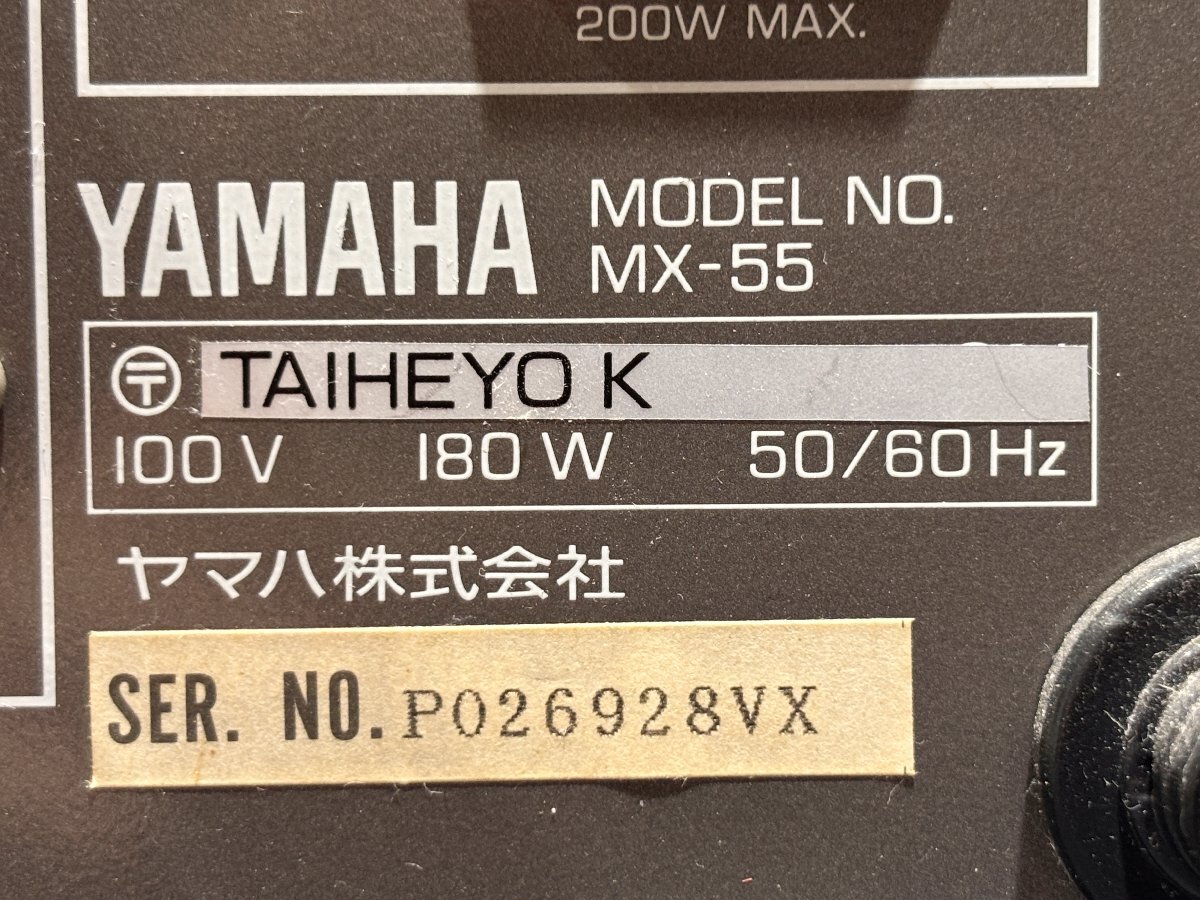 200W MAX.
YAMAHA
MODEL NO.
MX-55
〒 TAIHEYO K
100 V 180 W 50/60 Hz
ヤマハ株式会社
SER. NO. P026928VX